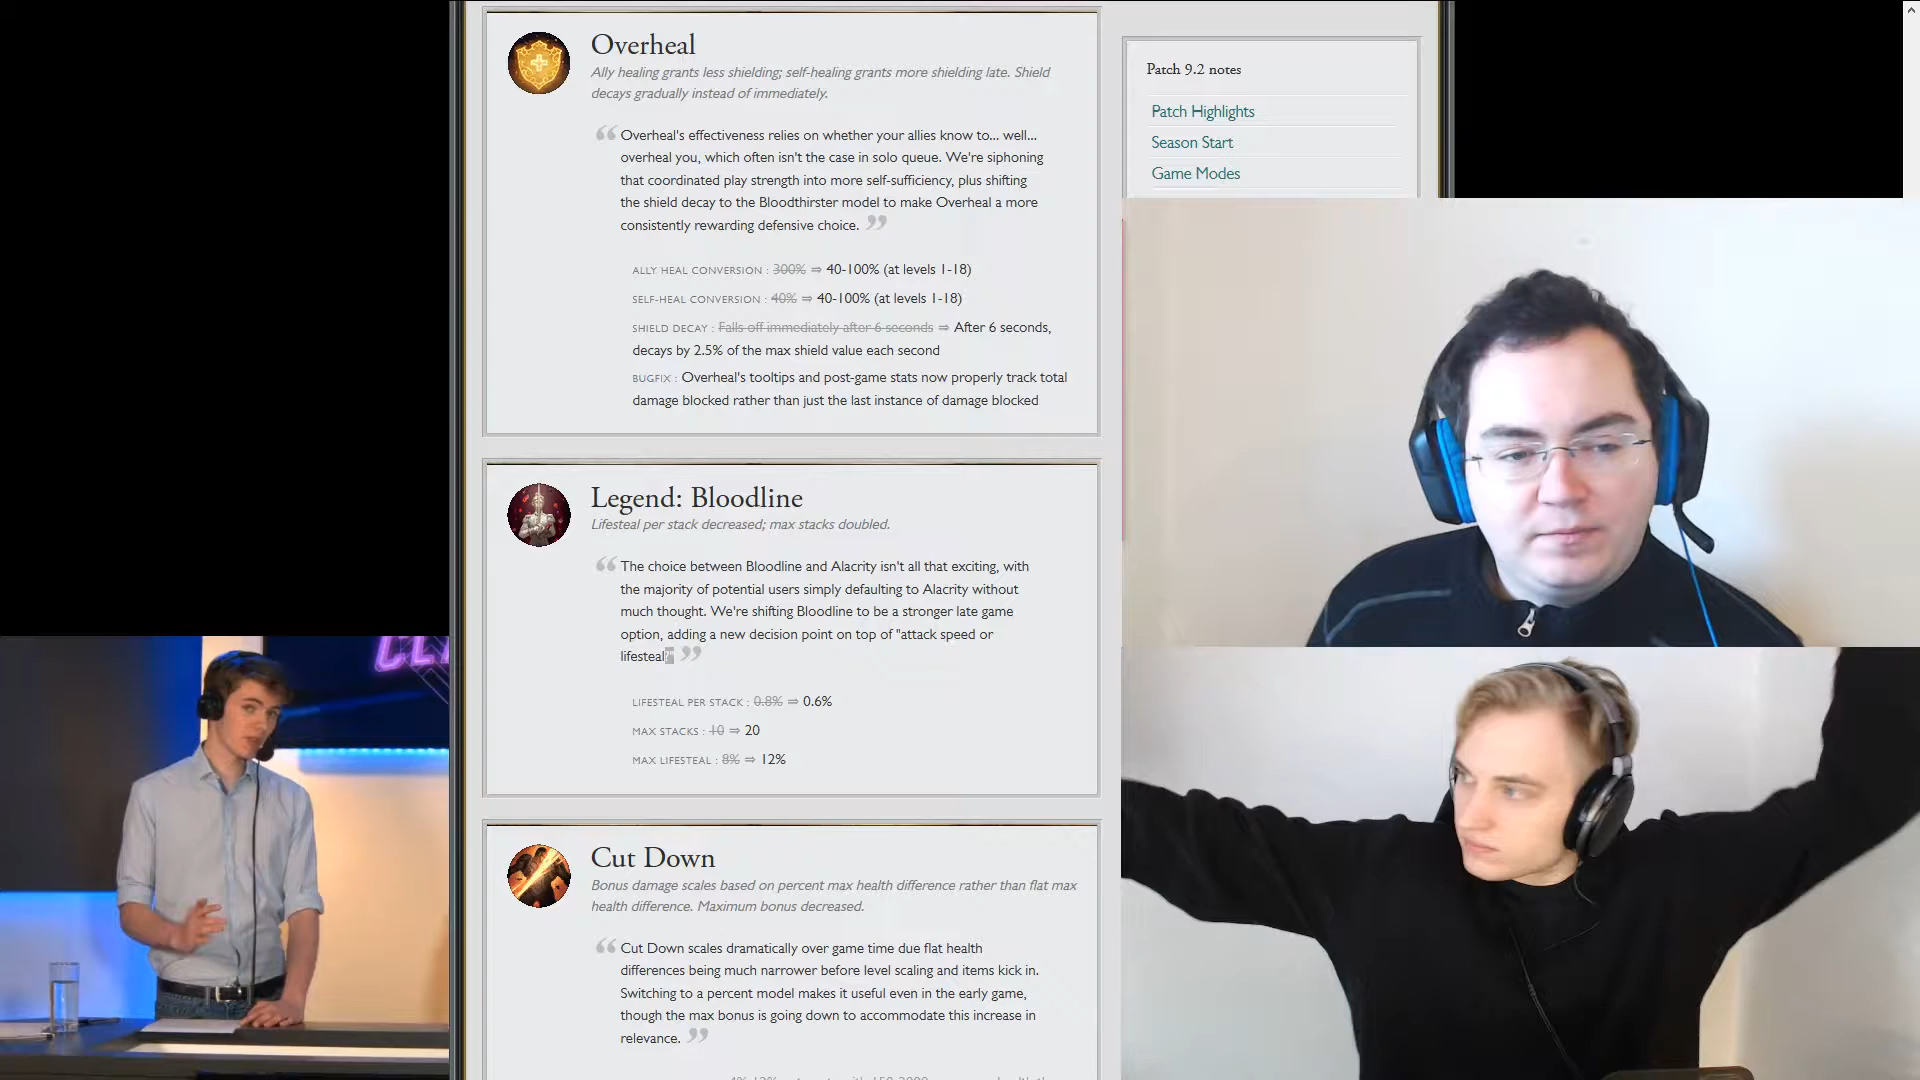 Overheal
Ally healing grants less shielding; self-healing grants more shielding late. Shield
decays gradually instead of immediately.
“ Overheal's effectiveness relies on whether your allies know to... well...
overheal you, which often isn't the case in solo queue. We're siphoning
that coordinated play strength into more self-sufficiency, plus shifting
the shield decay to the Bloodthirster model to make Overheal a more
consistently rewarding defensive choice. ”
ALLY HEAL CONVERSION : 300% ⇒ 40-100% (at levels 1-18)
SELF-HEAL CONVERSION : 40% ⇒ 40-100% (at levels 1-18)
SHIELD DECAY : Falls off immediately after 6 seconds ⇒ After 6 seconds,
decays by 2.5% of the max shield value each second
BUGFIX : Overheal's tooltips and post-game stats now properly track total
damage blocked rather than just the last instance of damage blocked
Legend: Bloodline
Lifesteal per stack decreased; max stacks doubled.
“ The choice between Bloodline and Alacrity isn't all that exciting, with
the majority of potential users simply defaulting to Alacrity without
much thought. We're shifting Bloodline to be a stronger late game
option, adding a new decision point on top of "attack speed or
lifesteal ”
LIFESTEAL PER STACK : 0.8% ⇒ 0.6%
MAX STACKS : 10 ⇒ 20
MAX LIFESTEAL : 8% ⇒ 12%
Cut Down
Bonus damage scales based on percent max health difference rather than flat max
health difference. Maximum bonus decreased.
“ Cut Down scales dramatically over game time due flat health
differences being much narrower before level scaling and items kick in.
Switching to a percent model makes it useful even in the early game,
though the max bonus is going down to accommodate this increase in
relevance. ”
Patch 9.2 notes
Patch Highlights
Season Start
Game Modes